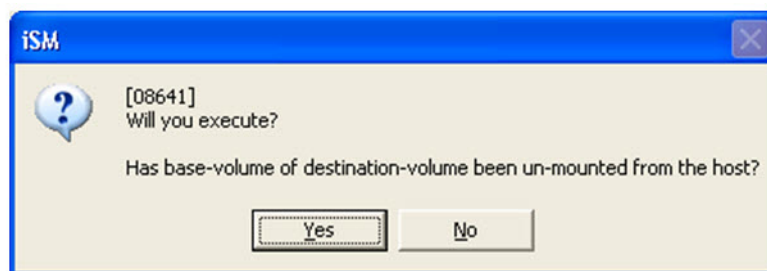 iSM
[08641]
Will you execute?
Has base-volume of destination-volume been un-mounted from the host?
Yes
No